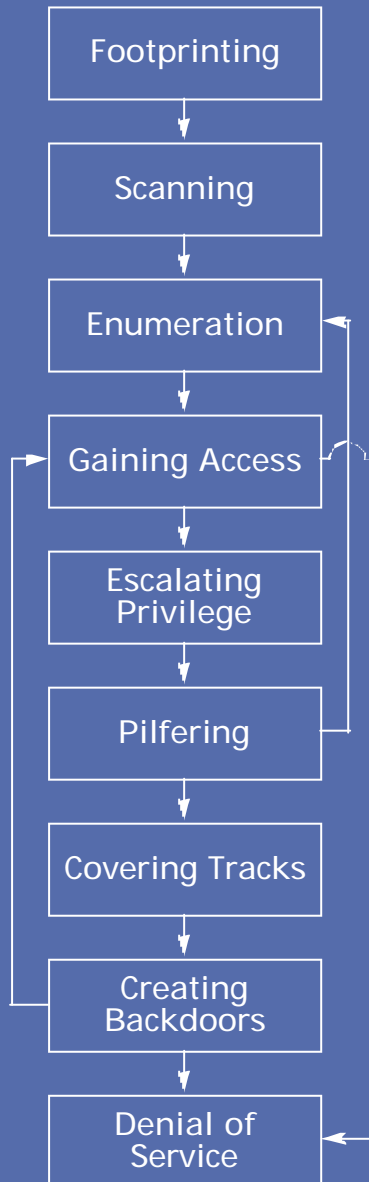 Footprinting
Scanning
Enumeration
Gaining Access
Escalating
Privilege
Pilfering
Covering Tracks
Creating
Backdoors
Denial of
Service